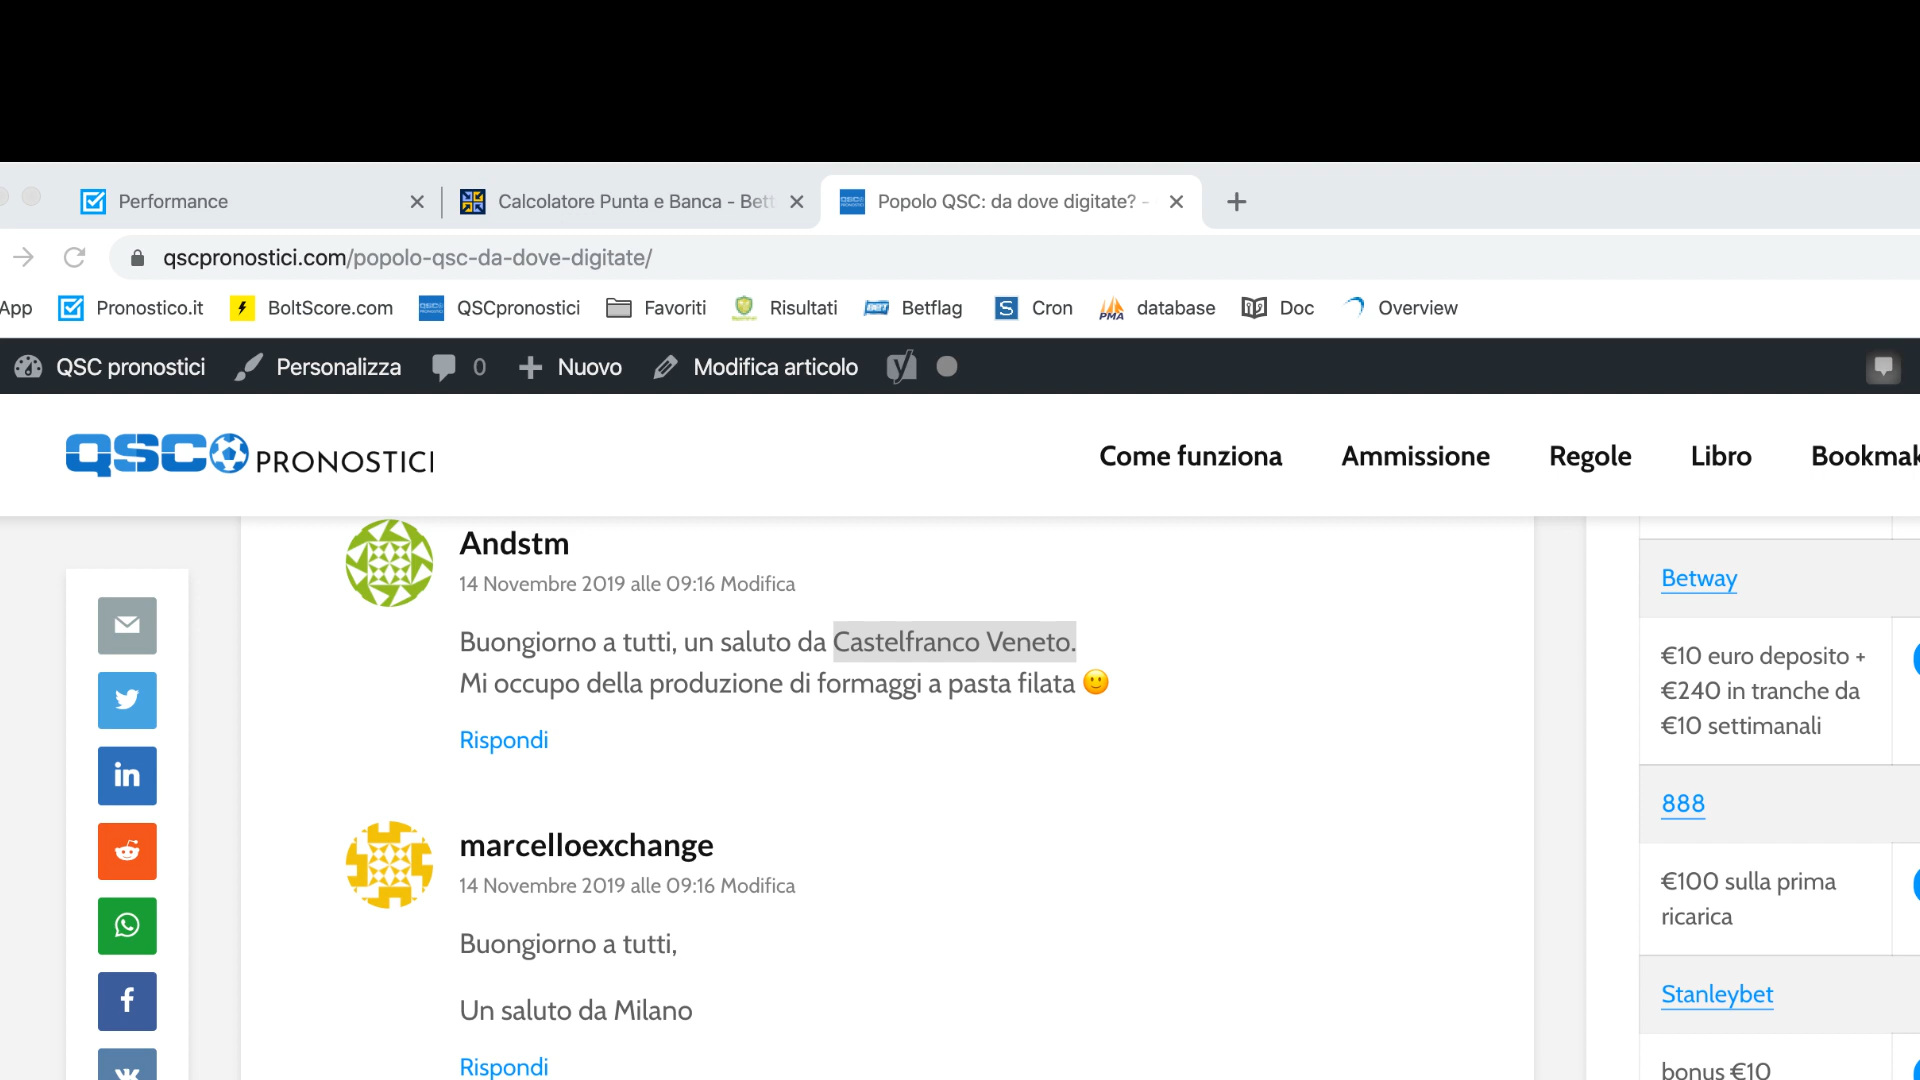 Performance
Calcolatore Punta e Banca - Bett
Popolo QSC: da dove digitate? -
qscpronostici.com/popolo-qsc-da-dove-digitate/
App
Pronostico.it
BoltScore.com
QSCpronostici
Favoriti
Risultati
Betflag
Cron
database
Doc
Overview
QSC pronostici
Personalizza
0
Nuovo
Modifica articolo
QSC PRONOSTICI
Come funziona
Ammissione
Regole
Libro
Bookmak
Andstm
14 Novembre 2019 alle 09:16 Modifica
Buongiorno a tutti, un saluto da Castelfranco Veneto.
Mi occupo della produzione di formaggi a pasta filata 🙂
Rispondi
marcelloexchange
14 Novembre 2019 alle 09:16 Modifica
Buongiorno a tutti,
Un saluto da Milano
Rispondi
Betway
€10 euro deposito +
€240 in tranche da
€10 settimanali
888
€100 sulla prima
ricarica
Stanleybet
bonus €10